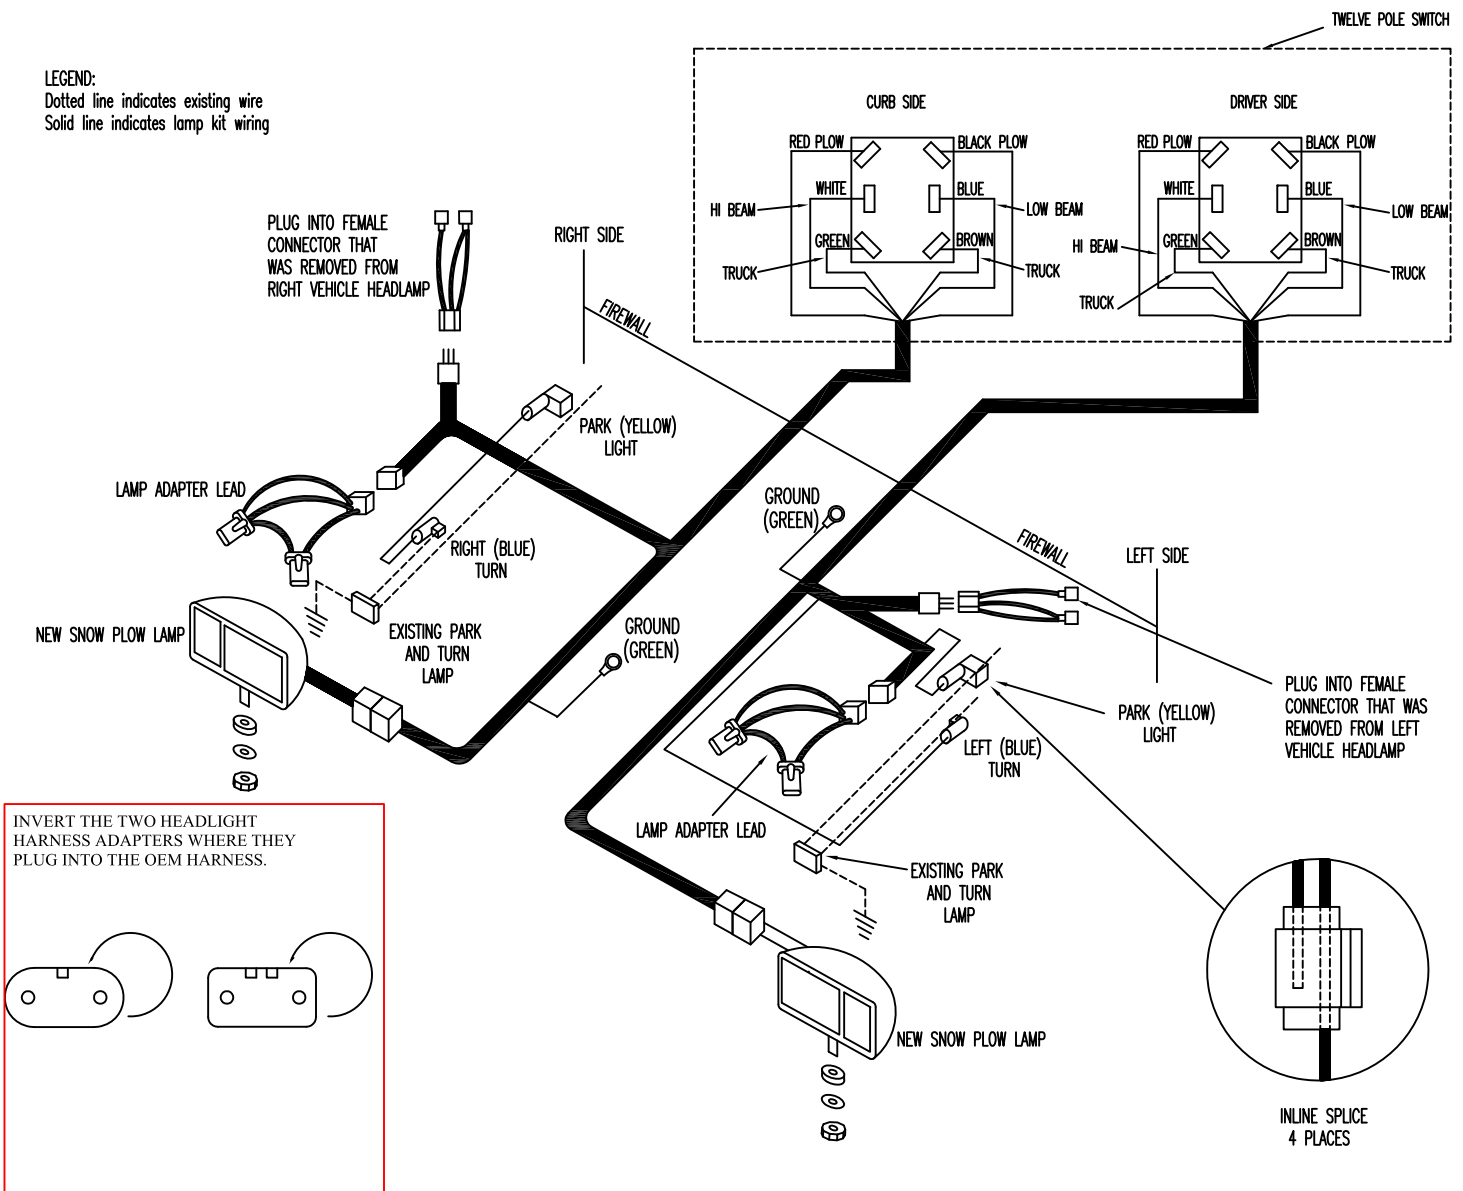 TWELVE POLE SWITCH
LEGEND:
Dotted line indicates existing wire
Solid line indicates lamp kit wiring
CURB SIDE
DRIVER SIDE
RED PLOW
BLACK PLOW
WHITE
BLUE
HI BEAM
LOW BEAM
GREEN
BROWN
TRUCK
TRUCK
RED PLOW
BLACK PLOW
WHITE
BLUE
LOW BEAM
HI BEAM
GREEN
BROWN
TRUCK
TRUCK
PLUG INTO FEMALE
CONNECTOR THAT
WAS REMOVED FROM
RIGHT VEHICLE HEADLAMP
RIGHT SIDE
FIREWALL
PARK (YELLOW)
LIGHT
LAMP ADAPTER LEAD
RIGHT (BLUE)
TURN
GROUND
(GREEN)
FIREWALL
LEFT SIDE
NEW SNOW PLOW LAMP
EXISTING PARK
AND TURN
LAMP
GROUND
(GREEN)
PLUG INTO FEMALE
CONNECTOR THAT WAS
REMOVED FROM LEFT
VEHICLE HEADLAMP
PARK (YELLOW)
LIGHT
LEFT (BLUE)
TURN
LAMP ADAPTER LEAD
EXISTING PARK
AND TURN
LAMP
INVERT THE TWO HEADLIGHT
HARNESS ADAPTERS WHERE THEY
PLUG INTO THE OEM HARNESS.
NEW SNOW PLOW LAMP
INLINE SPLICE
4 PLACES